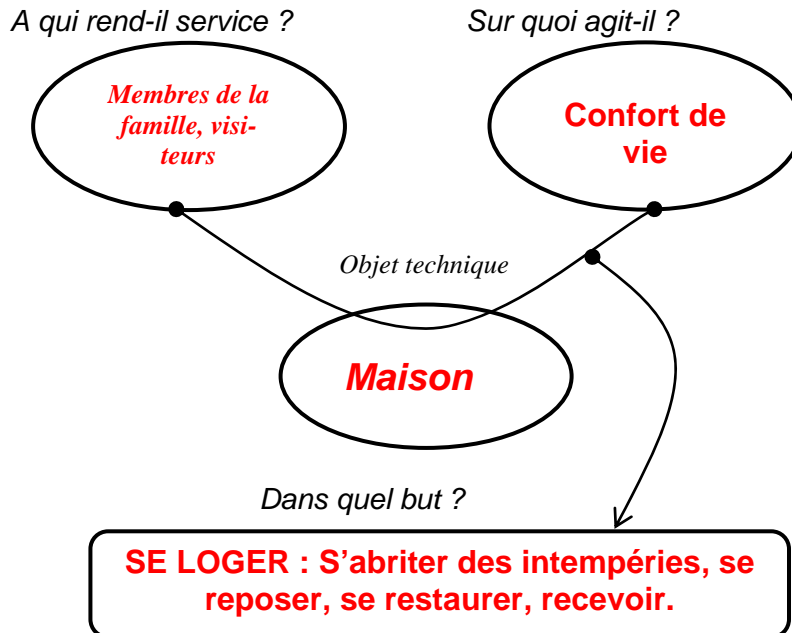 A qui rend-il service ?
Sur quoi agit-il ?
Membres de la
famille, visi-
teurs
Confort de
vie
Objet technique
Maison
Dans quel but ?
SE LOGER : S’abriter des intempéries, se
reposer, se restaurer, recevoir.